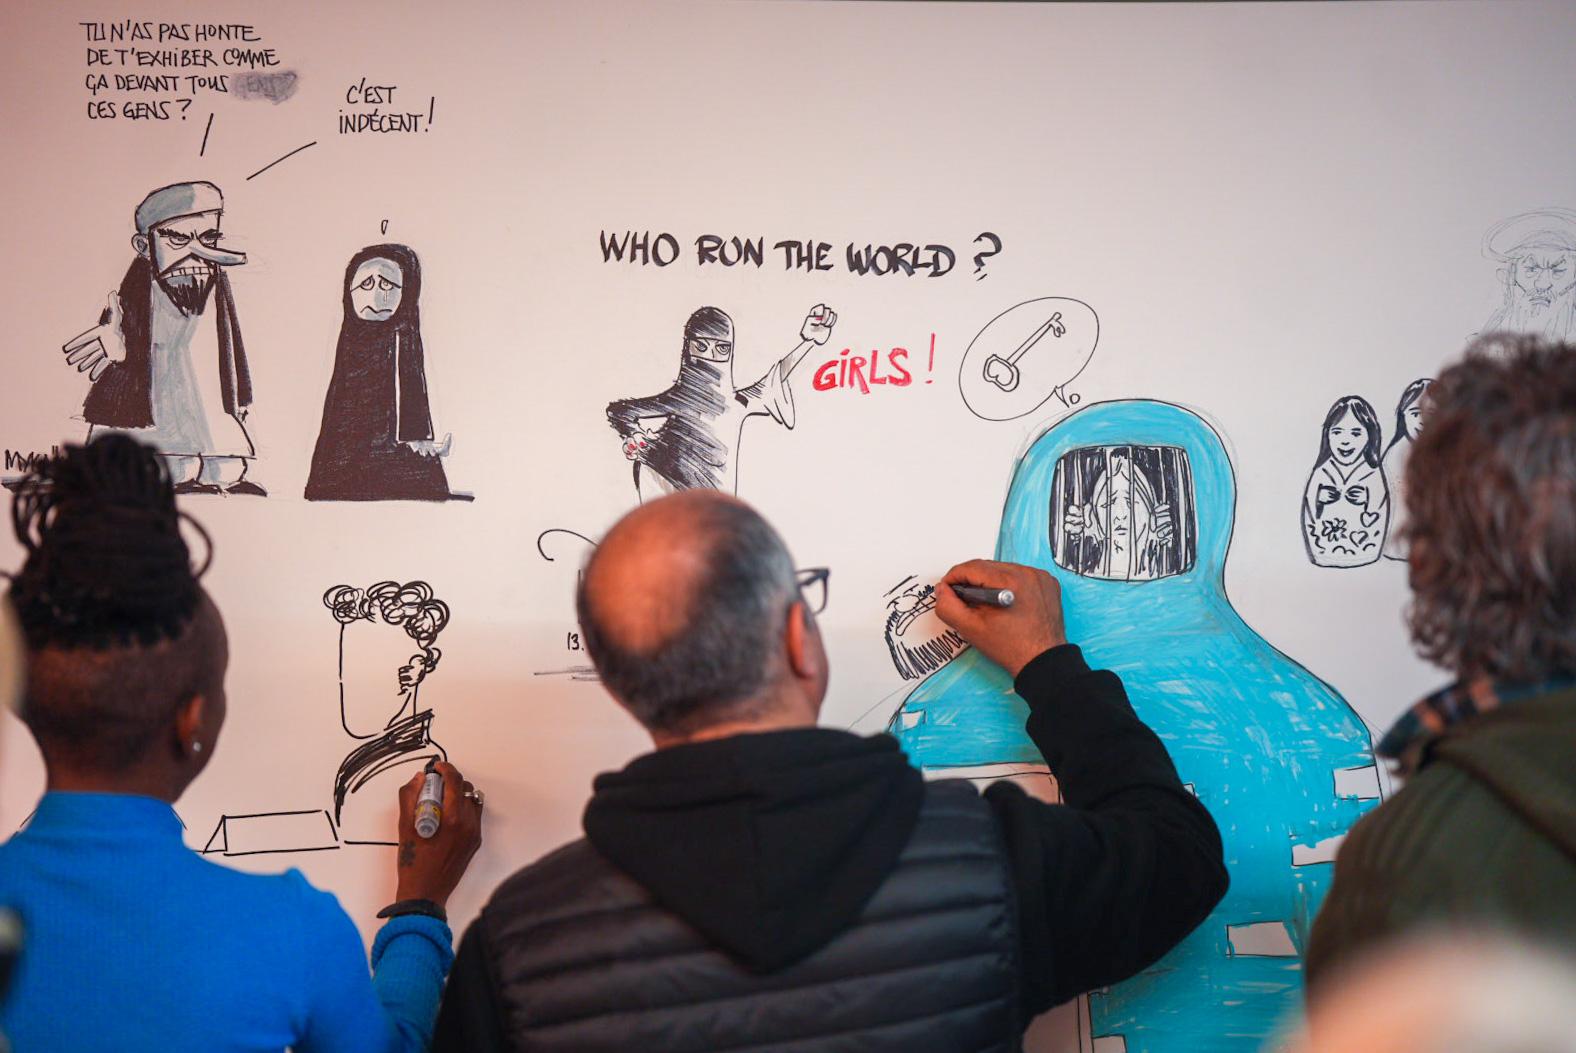 TU N'AS PAS HONTE
DE T'EXHIBER COMME
ÇA DEVANT TOUS
CES GENS ?
C'EST
INDÉCENT !
WHO RUN THE WORLD ?
GiRLS !
13.